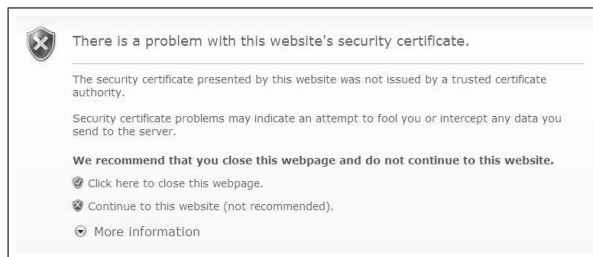 There is a problem with this website's security certificate.
The security certificate presented by this website was not issued by a trusted certificate
authority.
Security certificate problems may indicate an attempt to fool you or intercept any data you
send to the server.
We recommend that you close this webpage and do not continue to this website.
Click here to close this webpage.
Continue to this website (not recommended).
More information